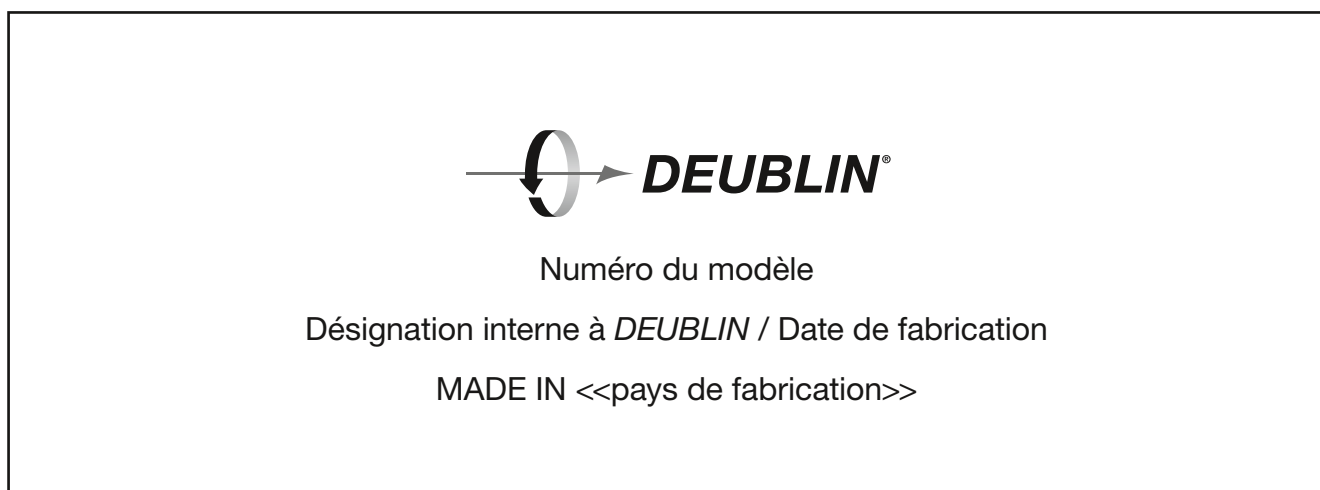 DEUBLIN®
Numéro du modèle
Désignation interne à DEUBLIN / Date de fabrication
MADE IN <<pays de fabrication>>